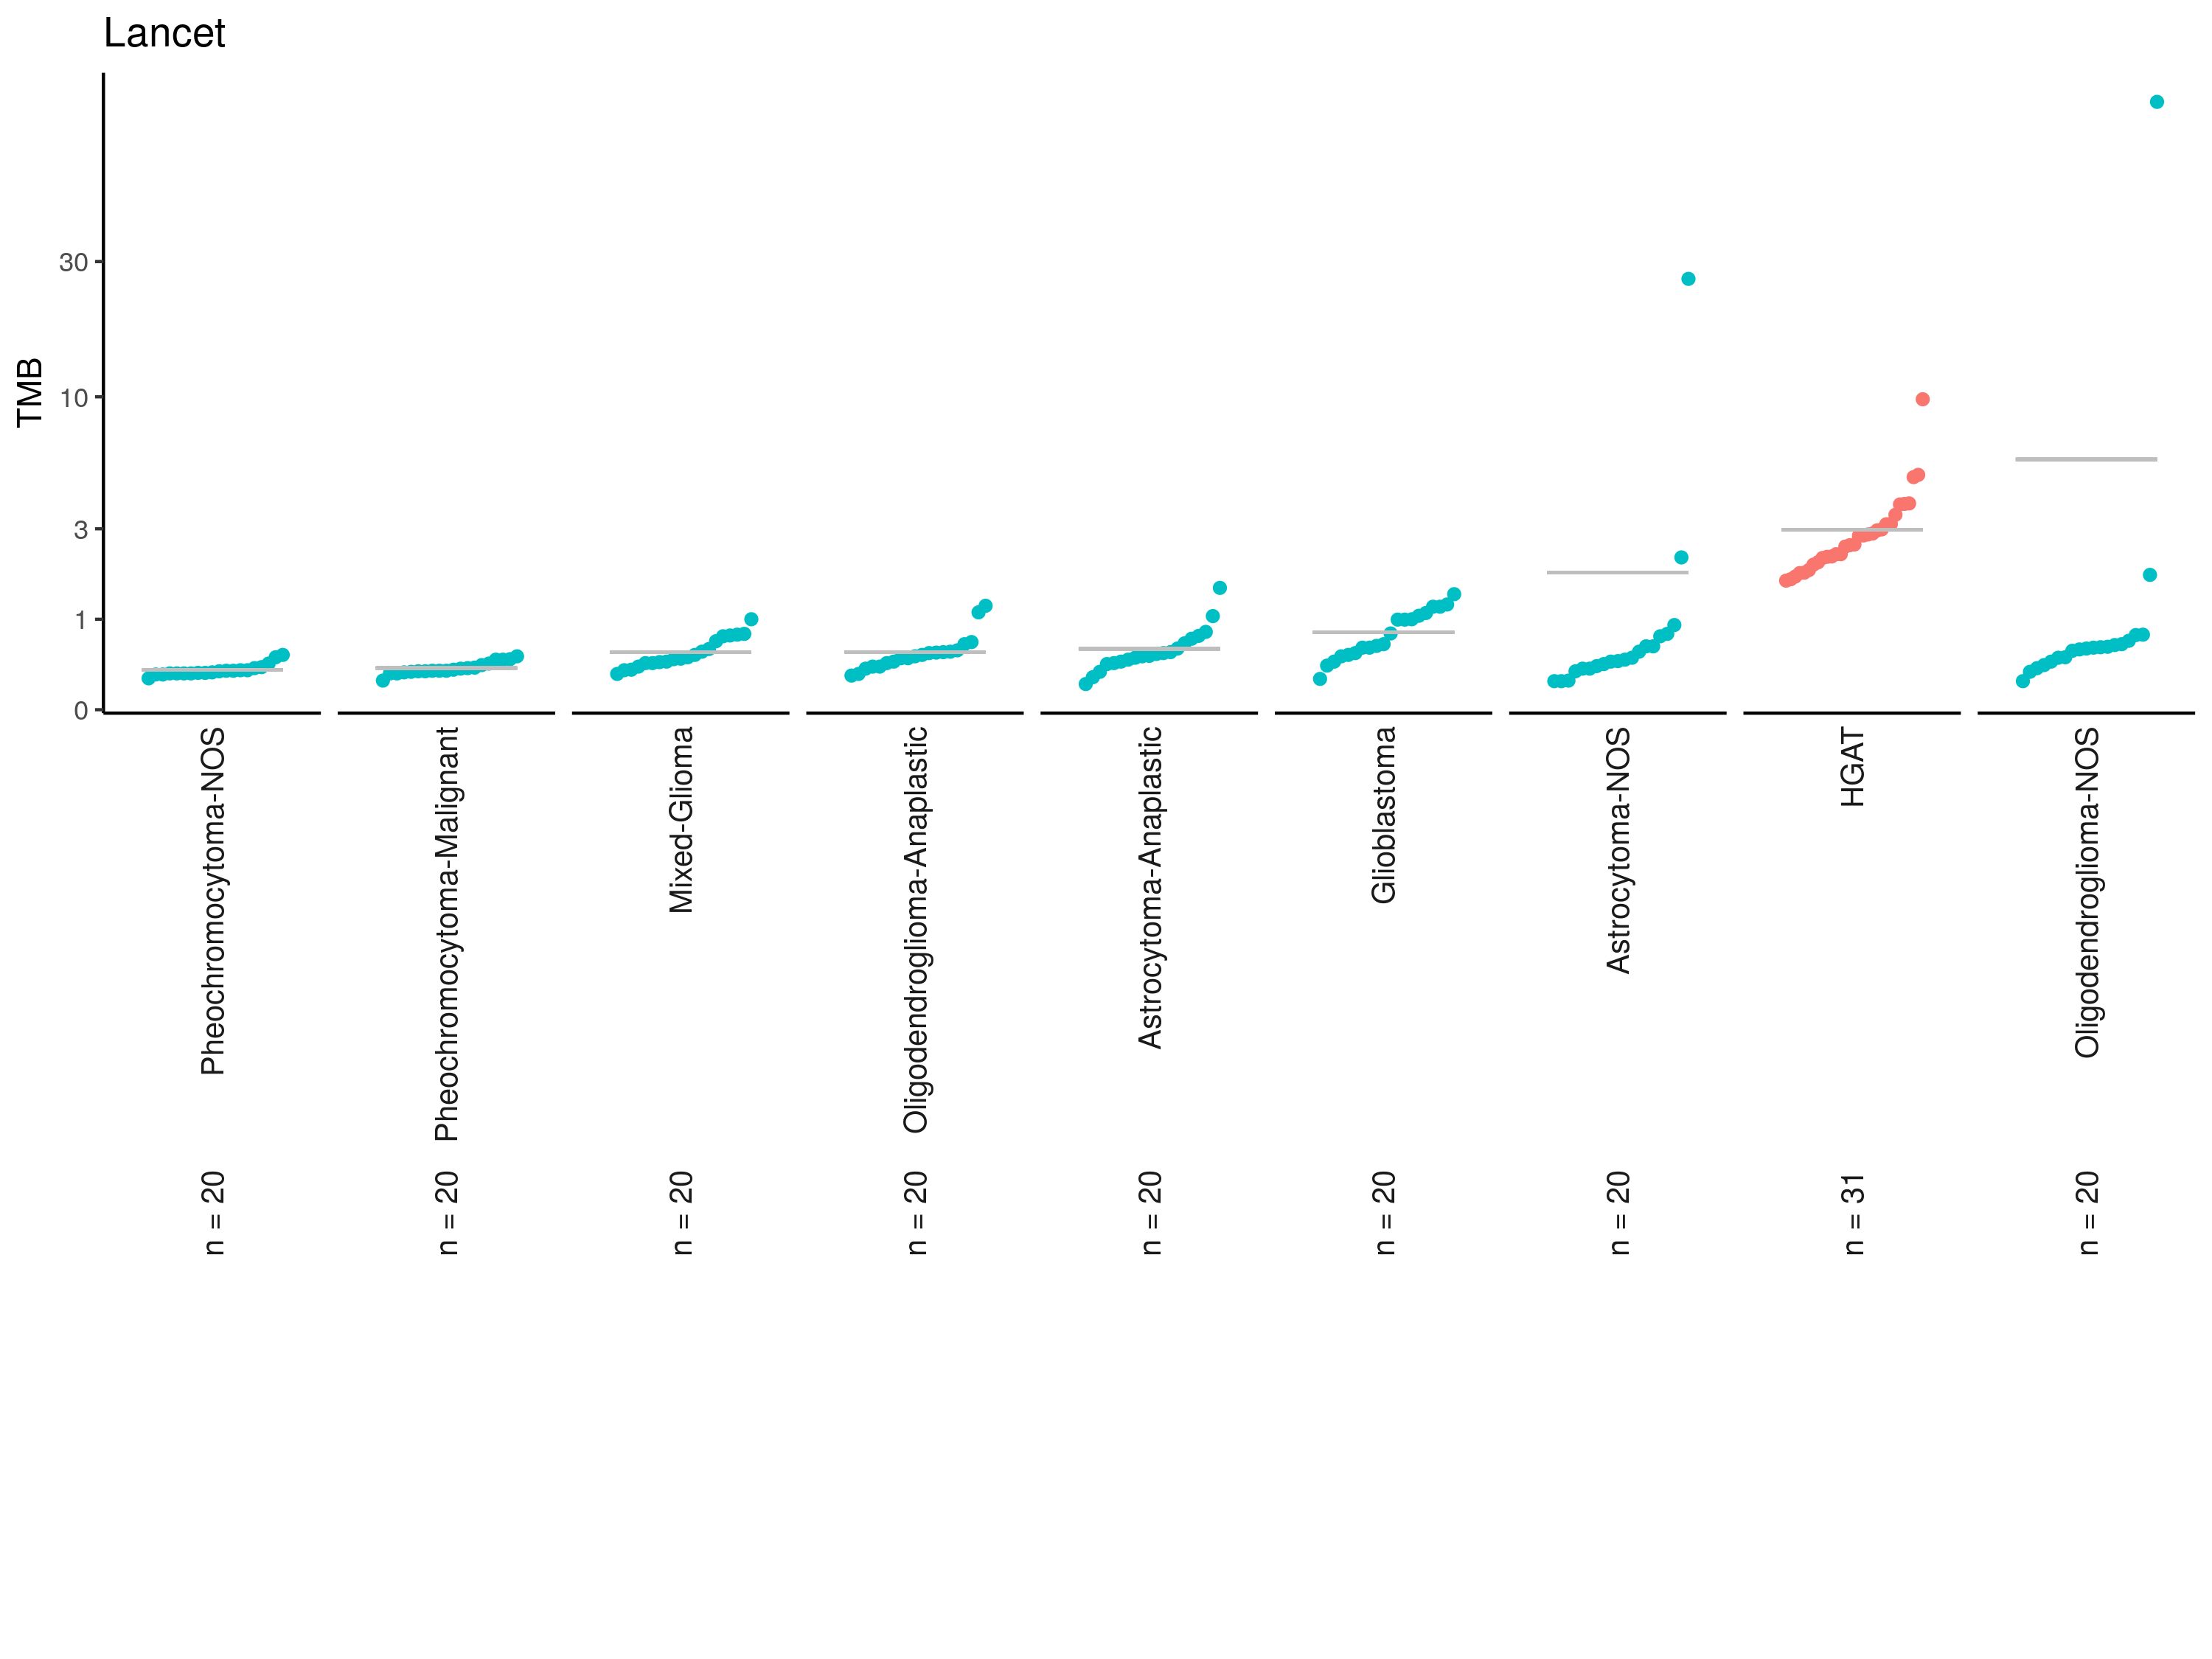 Lancet
TMB
30
10
3
1
0
Pheochromocytoma-NOS
n = 20
Pheochromocytoma-Malignant
n = 20
Mixed-Glioma
n = 20
Oligodendroglioma-Anaplastic
n = 20
Astrocytoma-Anaplastic
n = 20
Glioblastoma
n = 20
Astrocytoma-NOS
n = 20
HGAT
n = 31
Oligodendroglioma-NOS
n = 20